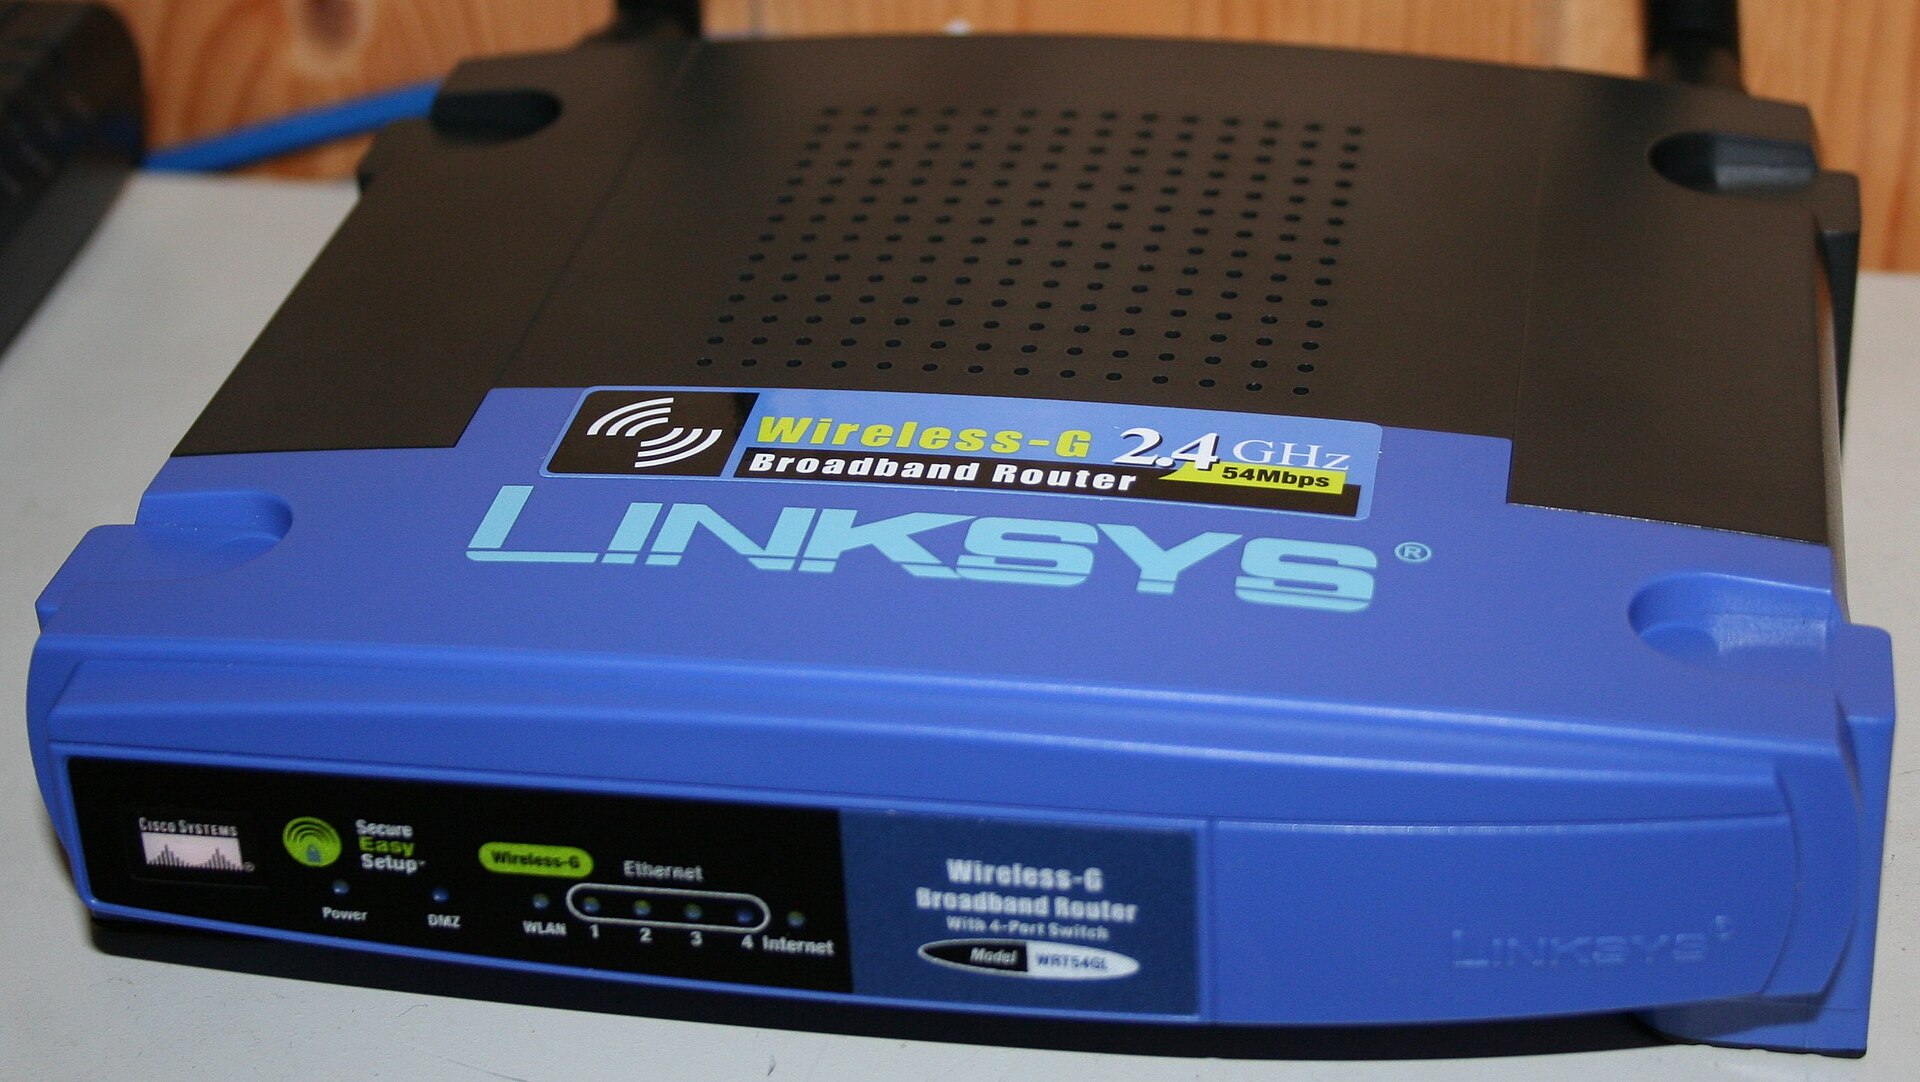 Wireless-G 2.4 GHz
Broadband Router 54Mbps
LINKSYS®
CISCO SYSTEMS
Secure
Easy
Setup
Wireless-G
Ethernet
Power
DMZ
WLAN
1 2 3 4
Internet
Wireless-G
Broadband Router
With 4-Port Switch
Model WRT54GL
LINKSYS®